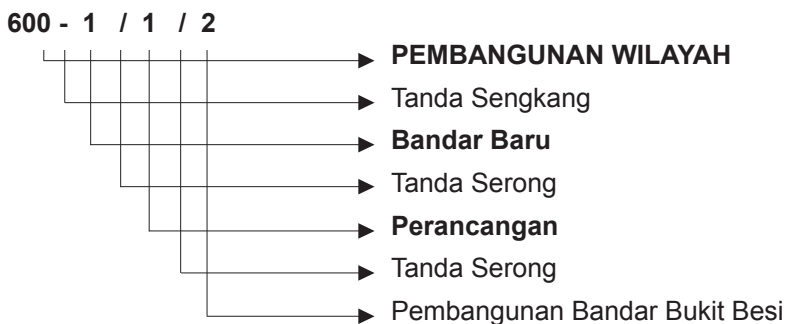 600 - 1 / 1 / 2
PEMBANGUNAN WILAYAH
Tanda Sengkang
Bandar Baru
Tanda Serong
Perancangan
Tanda Serong
Pembangunan Bandar Bukit Besi